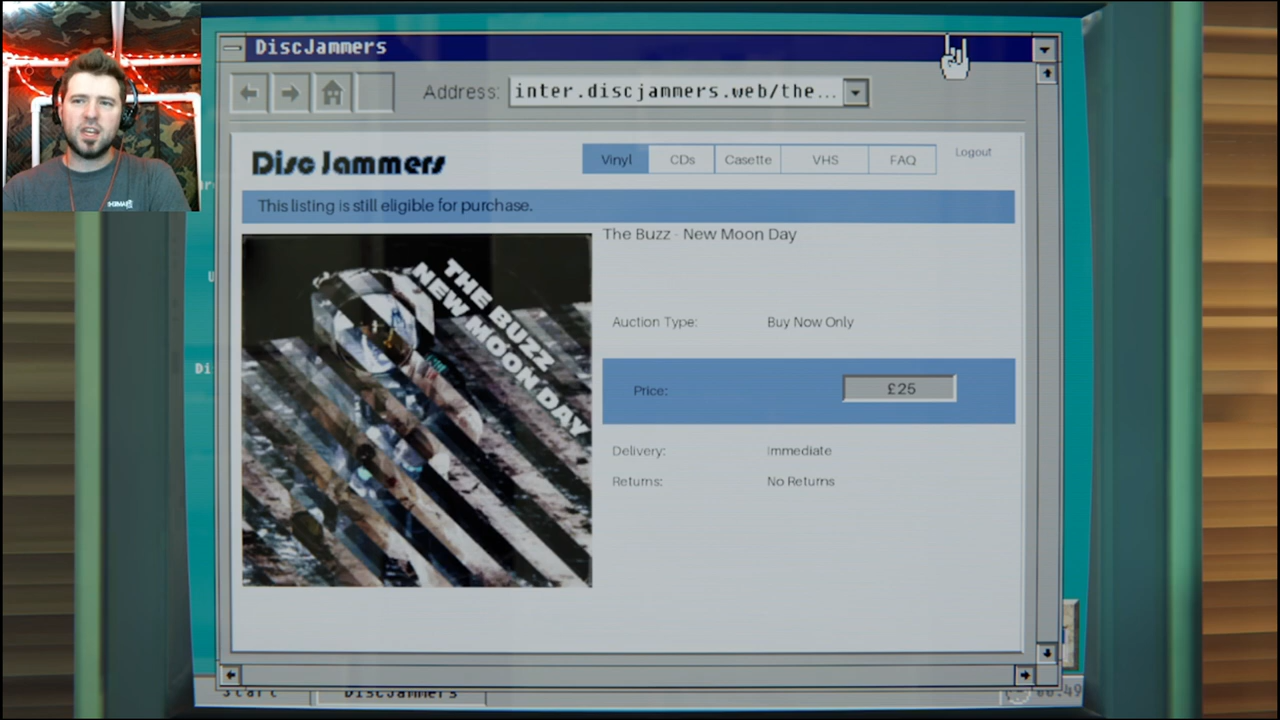 DiscJammers
Address: inter.discjammers.web/the...
Disc Jammers
Vinyl CDs Casette VHS FAQ Logout
This listing is still eligible for purchase.
THE BUZZ
NEW MOON DAY
The Buzz - New Moon Day
Auction Type: Buy Now Only
Price: £25
Delivery: Immediate
Returns: No Returns
Start DiscJammers